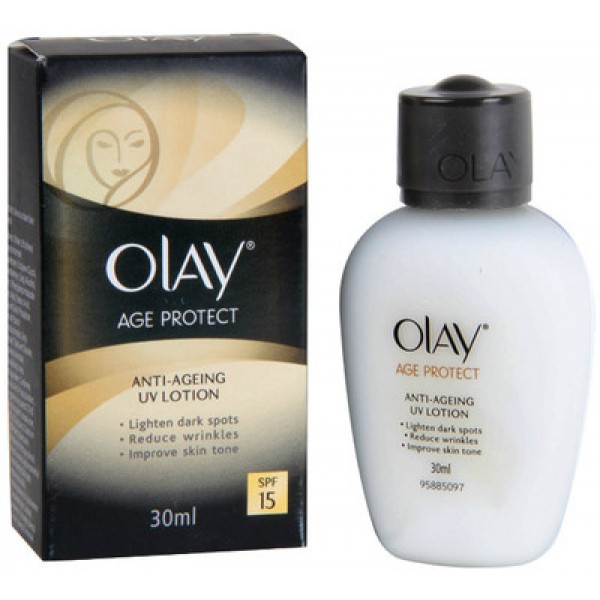 OLAY®
AGE PROTECT
ANTI-AGEING
UV LOTION
• Lighten dark spots
• Reduce wrinkles
• Improve skin tone
SPF
15
30ml
OLAY
OLAY®
AGE PROTECT
ANTI-AGEING
UV LOTION
• Lighten dark spots
• Reduce wrinkles
• Improve skin tone
30ml
95885097